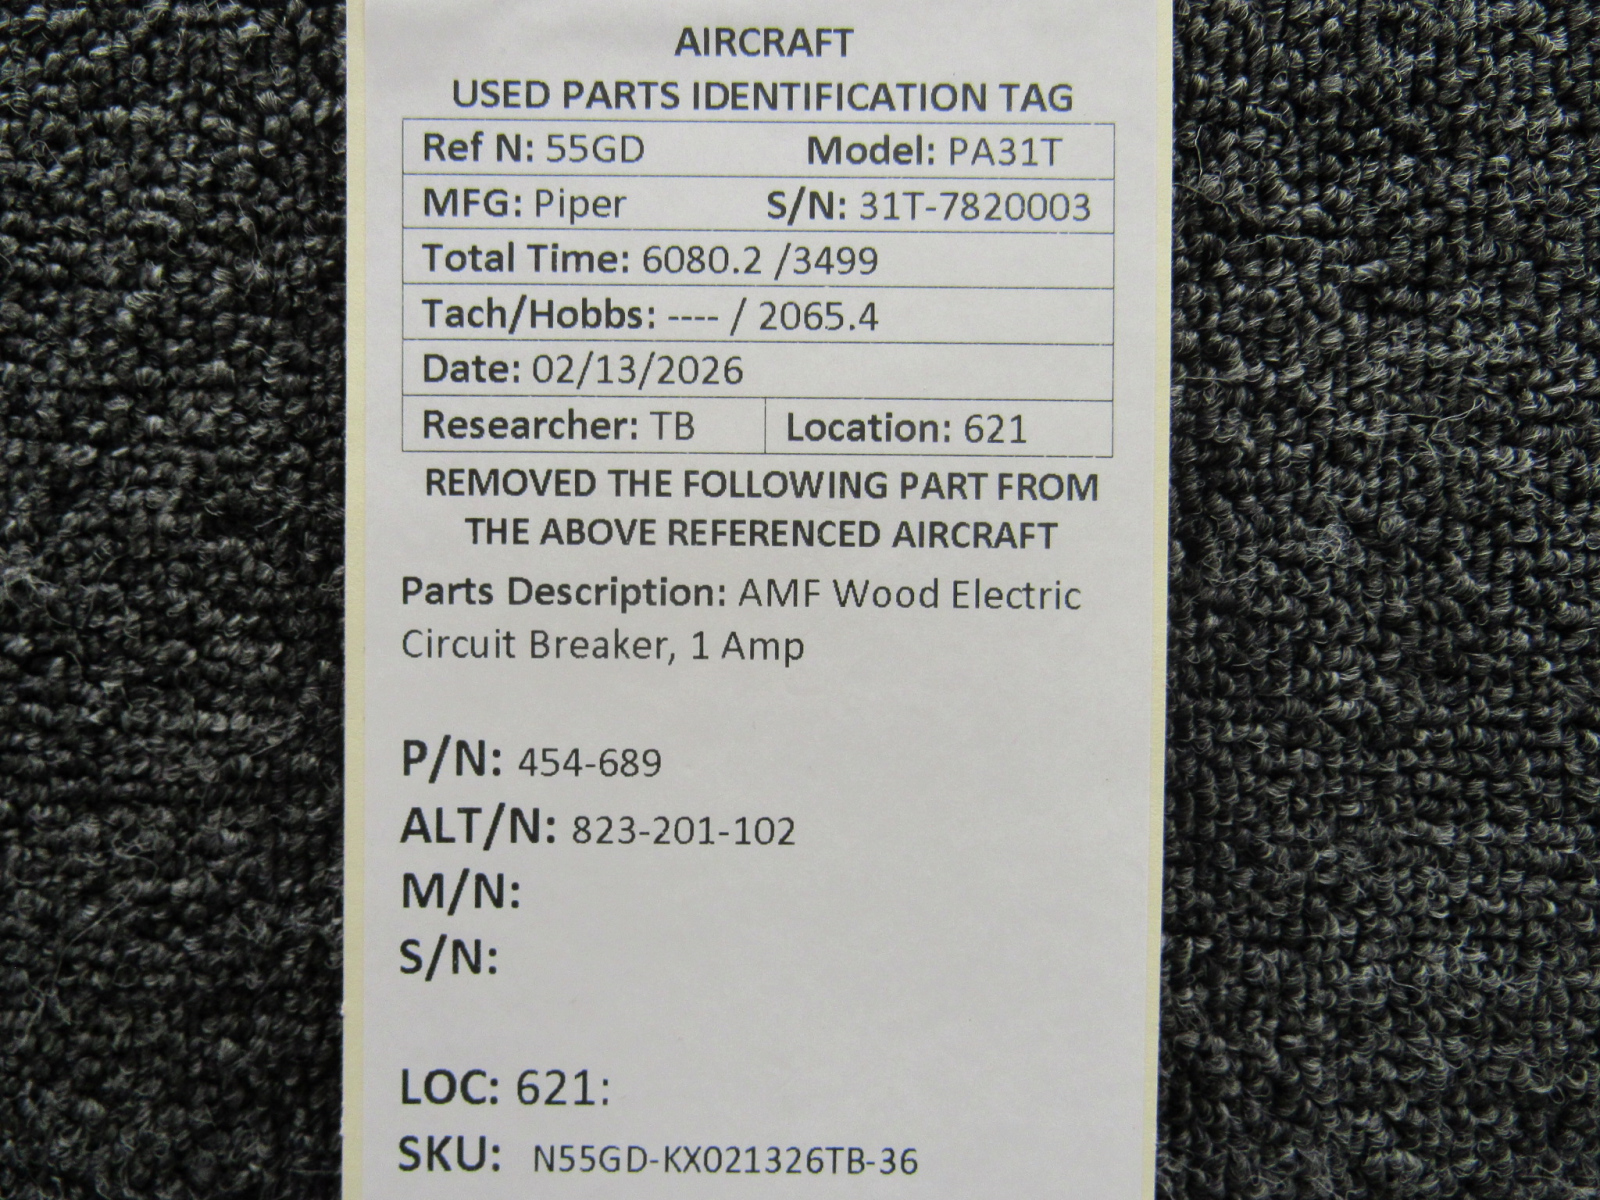 AIRCRAFT
USED PARTS IDENTIFICATION TAG
Ref N: 55GD Model: PA31T
MFG: Piper S/N: 31T-7820003
Total Time: 6080.2 /3499
Tach/Hobbs: ---- / 2065.4
Date: 02/13/2026
Researcher: TB Location: 621
REMOVED THE FOLLOWING PART FROM
THE ABOVE REFERENCED AIRCRAFT
Parts Description: AMF Wood Electric
Circuit Breaker, 1 Amp
P/N: 454-689
ALT/N: 823-201-102
M/N:
S/N:
LOC: 621:
SKU: N55GD-KX021326TB-36